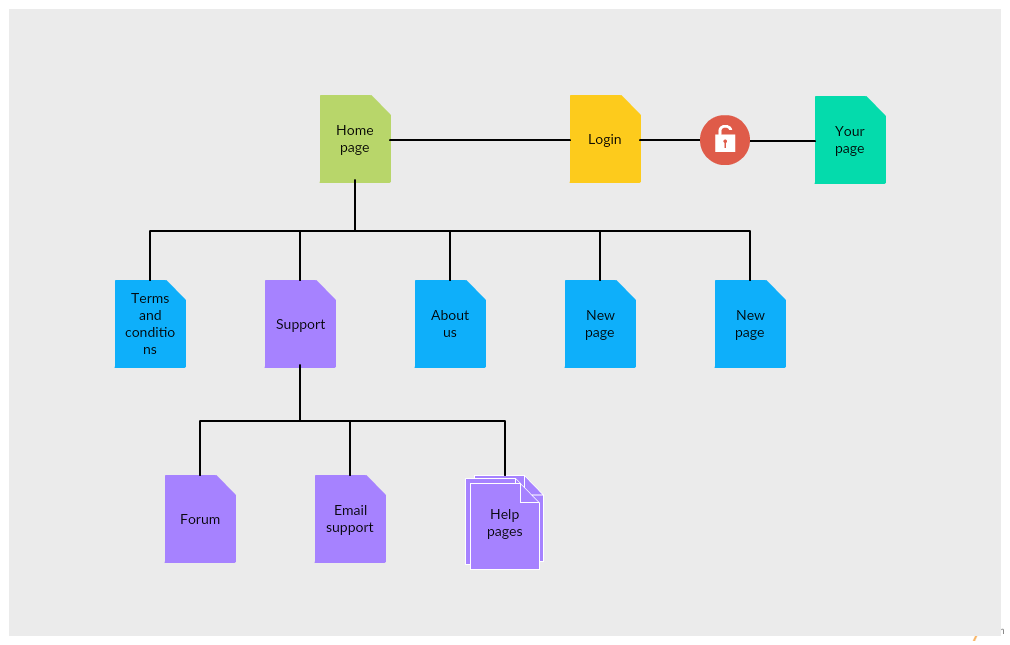 Home
page
Login
Your
page
Terms
and
conditio
ns
Support
About
us
New
page
New
page
Forum
Email
support
Help
pages